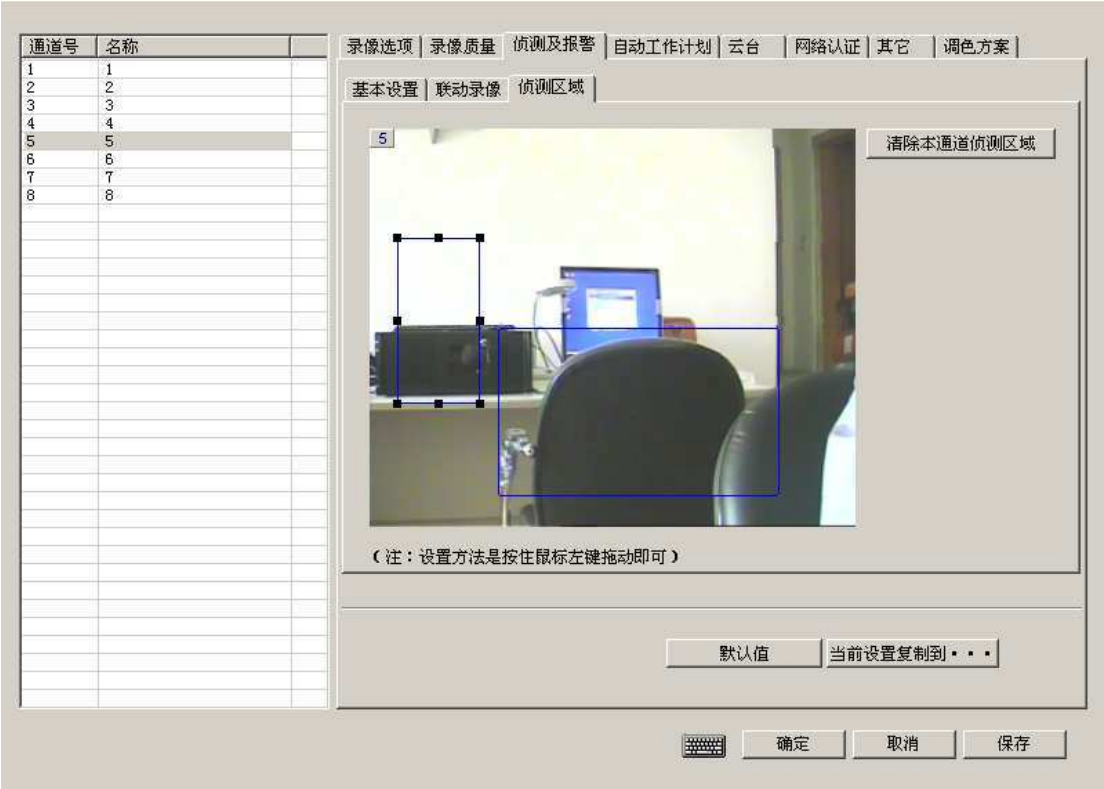 通道号 名称
1 1
2 2
3 3
4 4
5 5
6 6
7 7
8 8
录像选项 录像质量 侦测及报警 自动工作计划 云台 网络认证 其它 调色方案
基本设置 联动录像 侦测区域
5
清除本通道侦测区域
(注:设置方法是按住鼠标左键拖动即可)
默认值 当前设置复制到・・・
确定 取消 保存